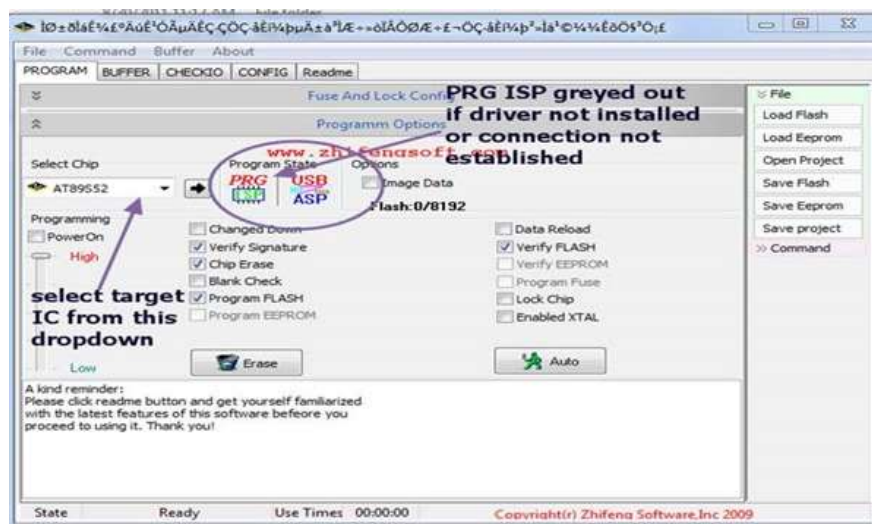 File Command Buffer About
PROGRAM BUFFER CHECKIO CONFIG Readme
Fuse And Lock Config
Programm Options
PRG ISP greyed out
if driver not installed
or connection not
established
www.zhifengsoft.com
Select Chip
Program State
Options
AT89S52
PRG
ISP
USB
ASP
Image Data
Flash:0/8192
Programming
PowerOn
High
Low
select target
IC from this
dropdown
Changed Down
Verify Signature
Chip Erase
Blank Check
Program FLASH
Program EEPROM
Data Reload
Verify FLASH
Verify EEPROM
Program Fuse
Lock Chip
Enabled XTAL
Erase
Auto
A kind reminder:
Please click readme button and get yourself familiarized
with the latest features of this software befeore you
proceed to using it. Thank you!
State Ready Use Times 00:00:00 Copyright(r) Zhifeng Software,Inc 2009
File
Load Flash
Load Eeprom
Open Project
Save Flash
Save Eeprom
Save project
Command